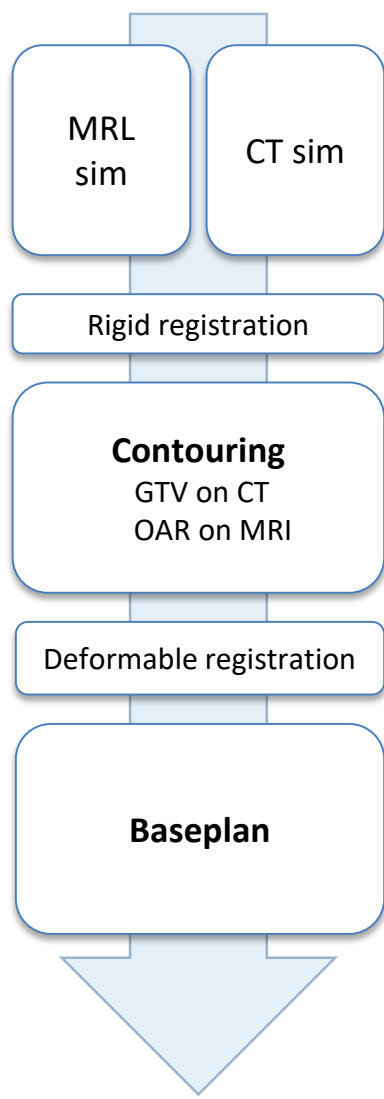 MRL
sim
CT sim
Rigid registration
Contouring
GTV on CT
OAR on MRI
Deformable registration
Baseplan